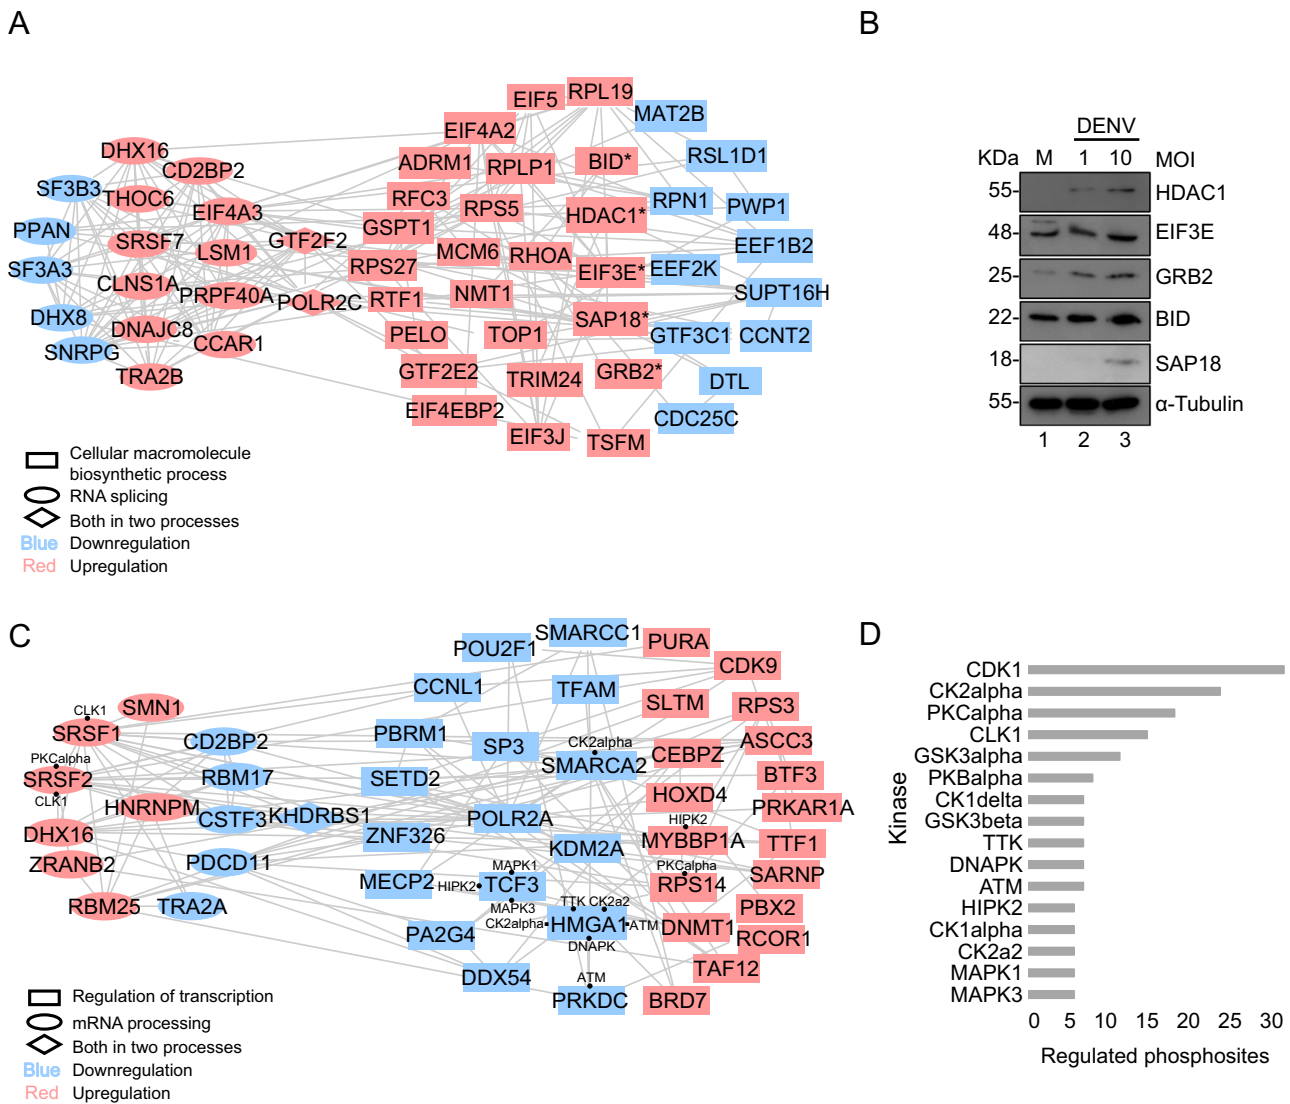 A
EIF5
RPL19
MAT2B
EIF4A2
DHX16
CD2BP2
ADRM1
RPLP1
BID*
RSL1D1
SF3B3
THOC6
RFC3
RPS5
RPN1
PWP1
EIF4A3
PPAN
GSPT1
HDAC1*
SRSF7
LSM1
GTF2F2
MCM6
RHOA
EEF1B2
SF3A3
RPS27
EIF3E*
EEF2K
CLNS1A
PRPF40A
POLR2C
RTF1
NMT1
SUPT16H
DHX8
DNAJC8
SAP18*
SNRPG
CCAR1
PELO
TOP1
GTF3C1
CCNT2
TRA2B
GTF2E2
TRIM24
GRB2*
DTL
EIF4EBP2
CDC25C
EIF3J
TSFM
Cellular macromolecule
biosynthetic process
RNA splicing
Both in two processes
Blue Downregulation
Red Upregulation
B
DENV
KDa M 1 10 MOI
55- HDAC1
48- EIF3E
25- GRB2
22- BID
18- SAP18
55- α-Tubulin
1 2 3
C
SMARCC1
POU2F1
PURA
CDK9
CCNL1
TFAM
SLTM
RPS3
SMN1
CLK1
SRSF1
CD2BP2
PBRM1
SP3
CK2alpha
SMARCA2
CEBPZ
ASCC3
PKCalpha
SRSF2
CLK1
RBM17
SETD2
BTF3
HNRNPM
CSTF3
KHDRBS1
POLR2A
HOXD4
PRKAR1A
DHX16
ZNF326
KDM2A
HIPK2
MYBBP1A
TTF1
ZRANB2
PDCD11
MECP2
MAPK1
HIPK2
TCF3
MAPK3
PKCalpha
RPS14
SARNP
RBM25
TRA2A
TTK CK2a2
CK2alpha
HMGA1
ATM
DNAPK
DNMT1
PBX2
PA2G4
RCOR1
DDX54
ATM
PRKDC
TAF12
BRD7
Regulation of transcription
mRNA processing
Both in two processes
Blue Downregulation
Red Upregulation
D
Kinase
CDK1
CK2alpha
PKCalpha
CLK1
GSK3alpha
PKBalpha
CK1delta
GSK3beta
TTK
DNAPK
ATM
HIPK2
CK1alpha
CK2a2
MAPK1
MAPK3
0 5 10 15 20 25 30
Regulated phosphosites